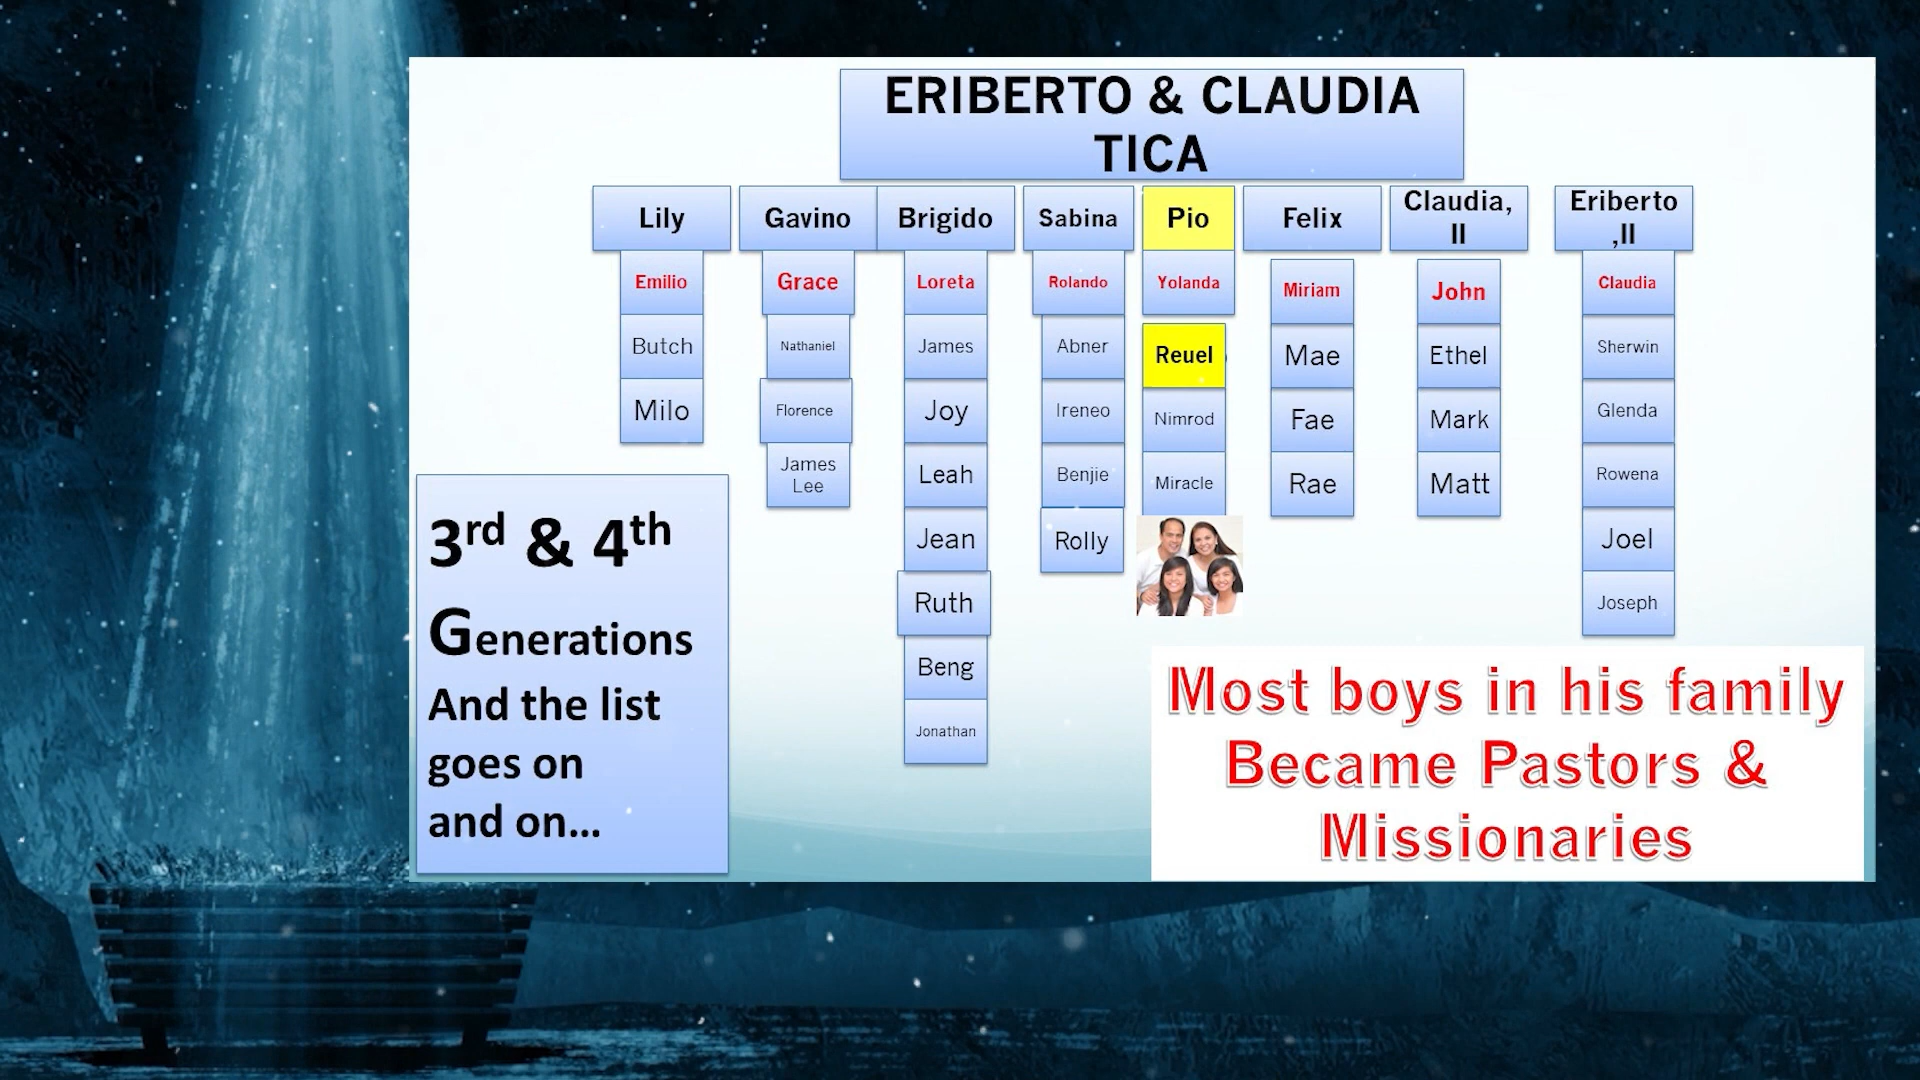 ERIBERTO & CLAUDIA
TICA
Lily
Gavino
Brigido
Sabina
Pio
Felix
Claudia,
II
Eriberto
,II
Emilio
Butch
Milo
Grace
Nathaniel
Florence
James
Lee
Loreta
James
Joy
Leah
Jean
Ruth
Beng
Jonathan
Rolando
Abner
Ireneo
Benjie
Rolly
Yolanda
Reuel
Nimrod
Miracle
Miriam
Mae
Fae
Rae
John
Ethel
Mark
Matt
Claudia
Sherwin
Glenda
Rowena
Joel
Joseph
3rd & 4th
Generations
And the list
goes on
and on...
Most boys in his family
Became Pastors &
Missionaries